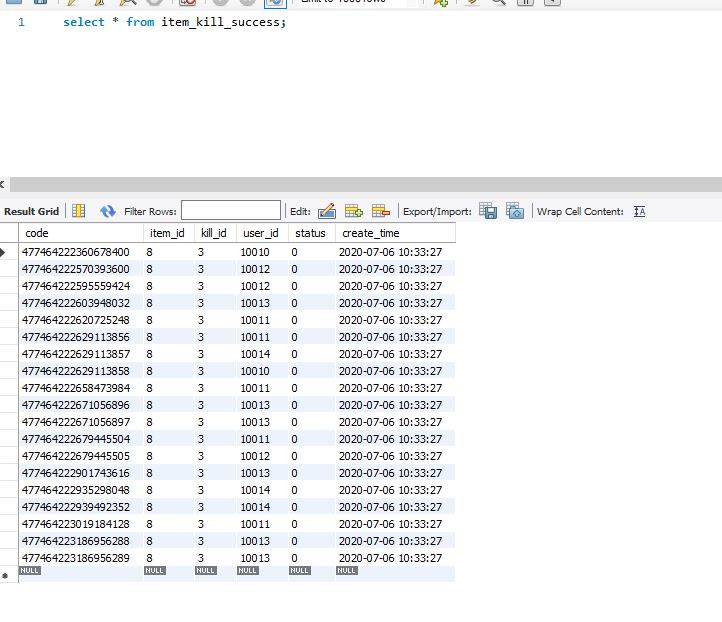 1 select * from item_kill_success;
Result Grid Filter Rows: Edit: Export/Import: Wrap Cell Content:
code item_id kill_id user_id status create_time
477464222360678400 8 3 10010 0 2020-07-06 10:33:27
477464222570393600 8 3 10012 0 2020-07-06 10:33:27
477464222595559424 8 3 10012 0 2020-07-06 10:33:27
477464222603948032 8 3 10013 0 2020-07-06 10:33:27
477464222620725248 8 3 10011 0 2020-07-06 10:33:27
477464222629113856 8 3 10011 0 2020-07-06 10:33:27
477464222629113857 8 3 10014 0 2020-07-06 10:33:27
477464222629113858 8 3 10010 0 2020-07-06 10:33:27
477464222658473984 8 3 10011 0 2020-07-06 10:33:27
477464222671056896 8 3 10013 0 2020-07-06 10:33:27
477464222671056897 8 3 10013 0 2020-07-06 10:33:27
477464222679445504 8 3 10011 0 2020-07-06 10:33:27
477464222679445505 8 3 10012 0 2020-07-06 10:33:27
477464222901743616 8 3 10013 0 2020-07-06 10:33:27
477464222935298048 8 3 10014 0 2020-07-06 10:33:27
477464222939492352 8 3 10014 0 2020-07-06 10:33:27
477464223019184128 8 3 10011 0 2020-07-06 10:33:27
477464223186956288 8 3 10013 0 2020-07-06 10:33:27
477464223186956289 8 3 10013 0 2020-07-06 10:33:27
NULL NULL NULL NULL NULL NULL